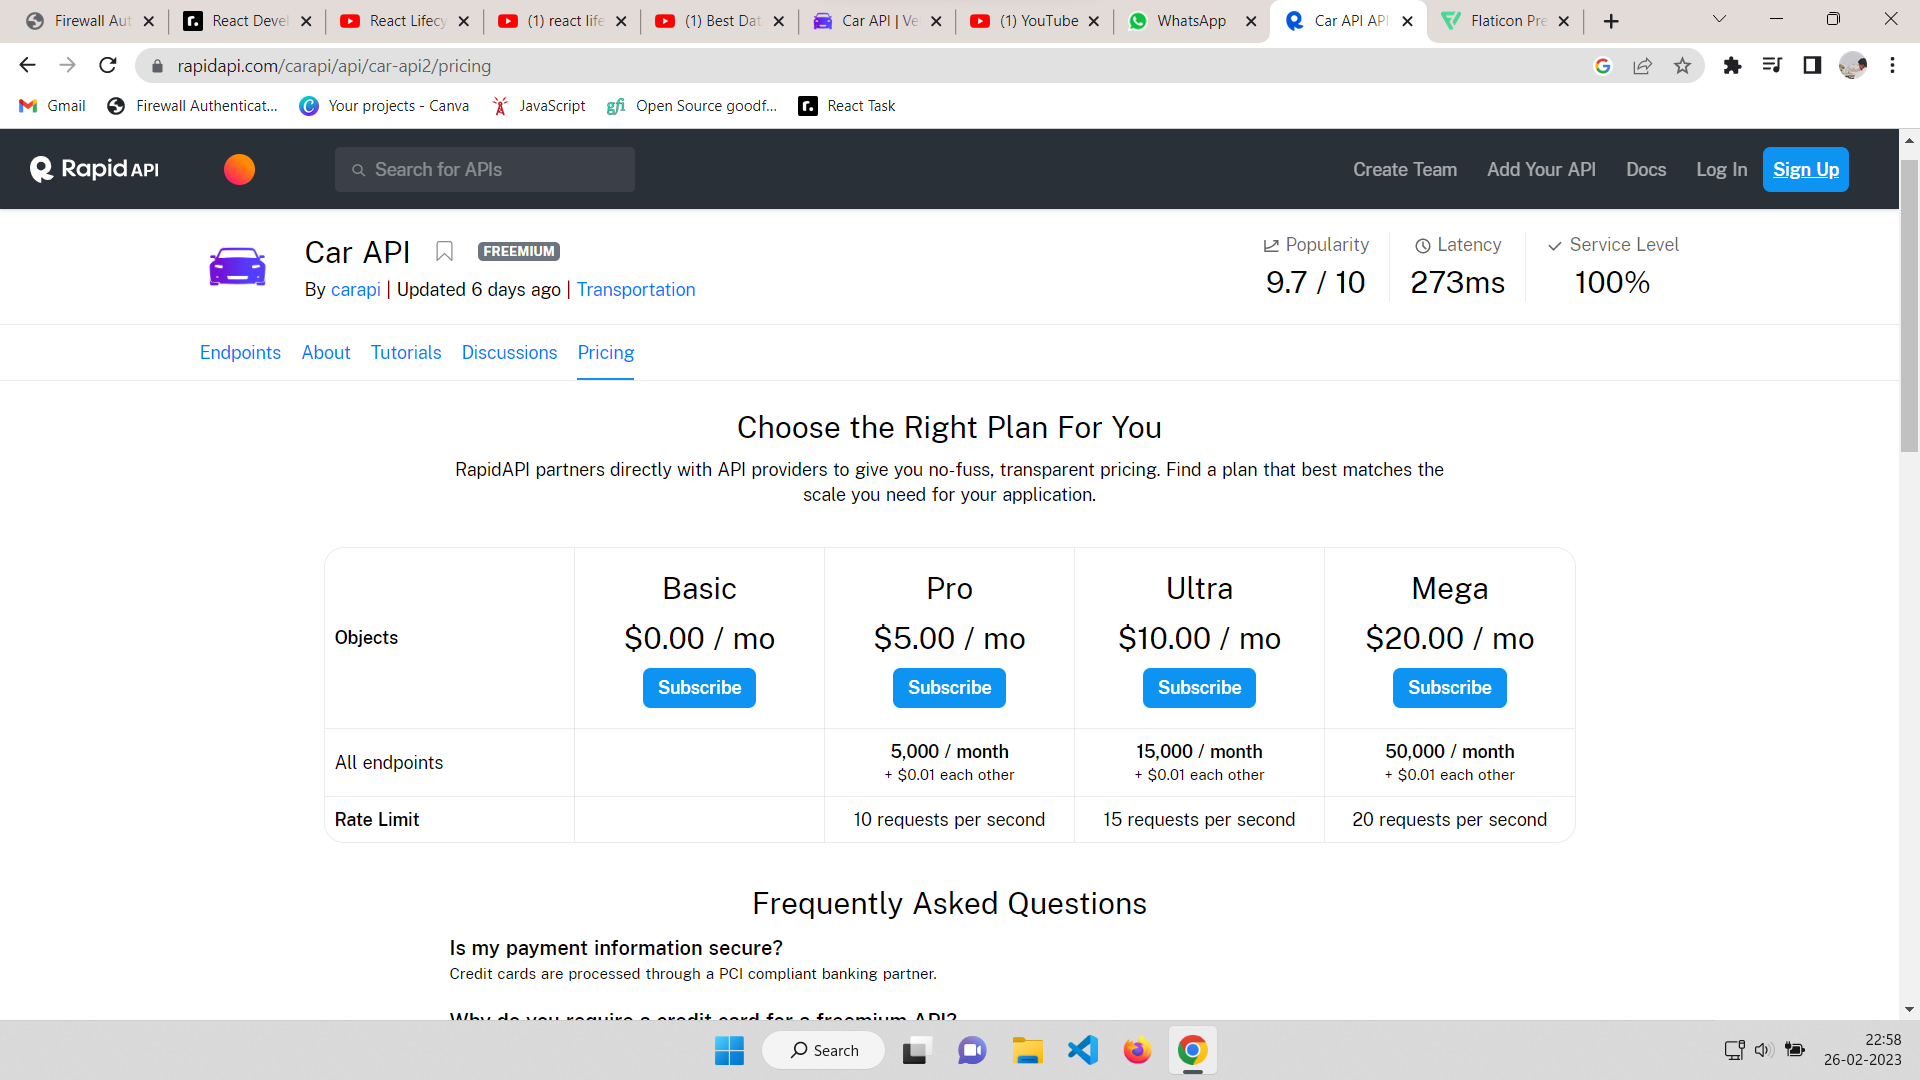 Firewall Aut
React Devel
React Lifecy
(1) react life
(1) Best Dat
Car API | Ve
(1) YouTube
WhatsApp
Car API API
Flaticon Pre
rapidapi.com/carapi/api/car-api2/pricing
Gmail
Firewall Authenticat...
Your projects - Canva
JavaScript
gfi
Open Source goodf...
React Task
Rapid API
Search for APIs
Create Team
Add Your API
Docs
Log In
Sign Up
Car API
FREEMIUM
By carapi | Updated 6 days ago | Transportation
Popularity
9.7 / 10
Latency
273ms
Service Level
100%
Endpoints
About
Tutorials
Discussions
Pricing
Choose the Right Plan For You
RapidAPI partners directly with API providers to give you no-fuss, transparent pricing. Find a plan that best matches the
scale you need for your application.
Objects
Basic
$0.00 / mo
Subscribe
Pro
$5.00 / mo
Subscribe
Ultra
$10.00 / mo
Subscribe
Mega
$20.00 / mo
Subscribe
All endpoints
5,000 / month
+ $0.01 each other
15,000 / month
+ $0.01 each other
50,000 / month
+ $0.01 each other
Rate Limit
10 requests per second
15 requests per second
20 requests per second
Frequently Asked Questions
Is my payment information secure?
Credit cards are processed through a PCI compliant banking partner.
Why do you require a credit card for a freemium API?
Search
22:58
26-02-2023